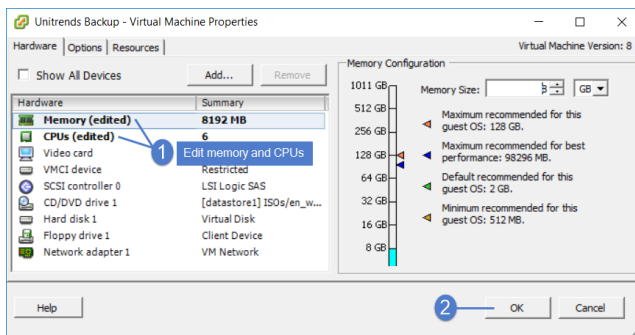 Unitrends Backup - Virtual Machine Properties
Hardware Options Resources
Virtual Machine Version: 8
Show All Devices
Add...
Remove
Hardware Summary
Memory (edited) 8192 MB
CPUs (edited) 6
Video card
VMCI device Restricted
SCSI controller 0 LSI Logic SAS
CD/DVD drive 1 [datastore1] ISOs/en_w...
Hard disk 1 Virtual Disk
Floppy drive 1 Client Device
Network adapter 1 VM Network
1 Edit memory and CPUs
Memory Configuration
1011 GB
512 GB
256 GB
128 GB
64 GB
32 GB
16 GB
8 GB
Memory Size: 8 GB
Maximum recommended for this
guest OS: 128 GB.
Maximum recommended for best
performance: 98296 MB.
Default recommended for this
guest OS: 2 GB.
Minimum recommended for this
guest OS: 512 MB.
Help
2
OK
Cancel